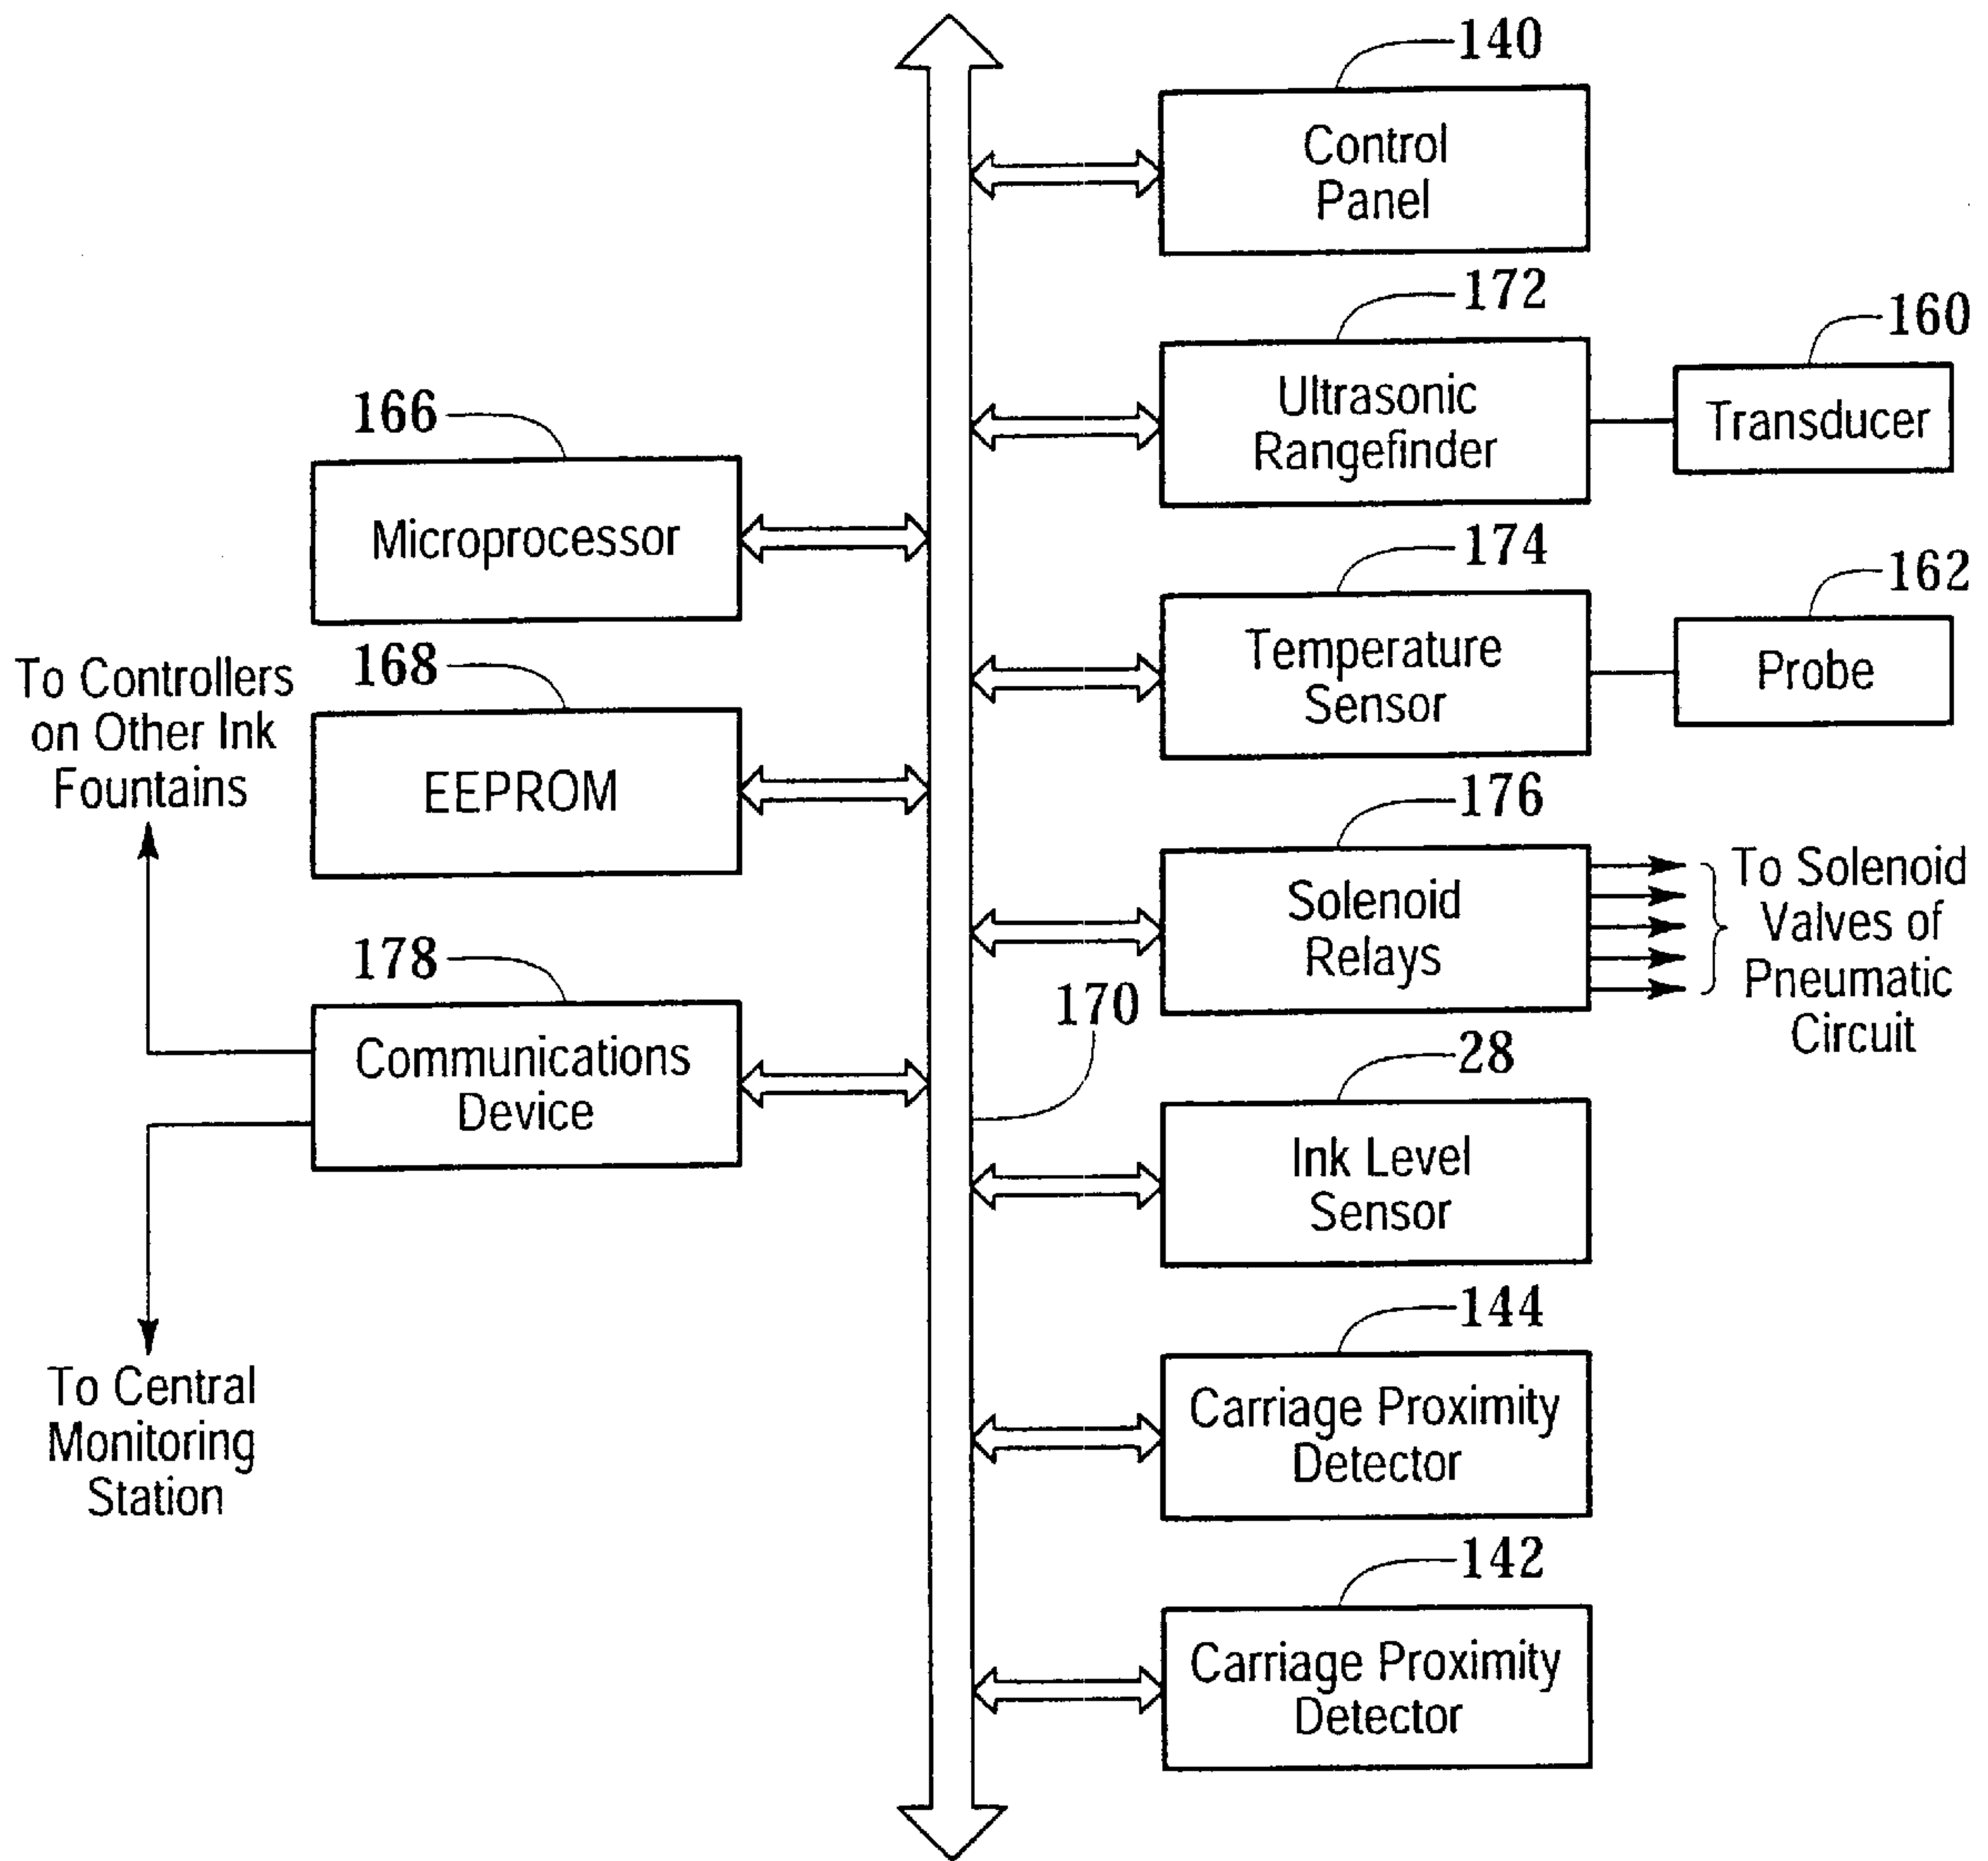 140
Control
Panel
172
Ultrasonic
Rangefinder
160
Transducer
166
Microprocessor
174
Temperature
Sensor
162
Probe
168
EEPROM
To Controllers
on Other Ink
Fountains
176
Solenoid
Relays
To Solenoid
Valves of
Pneumatic
Circuit
178
Communications
Device
170
28
Ink Level
Sensor
To Central
Monitoring
Station
144
Carriage Proximity
Detector
142
Carriage Proximity
Detector